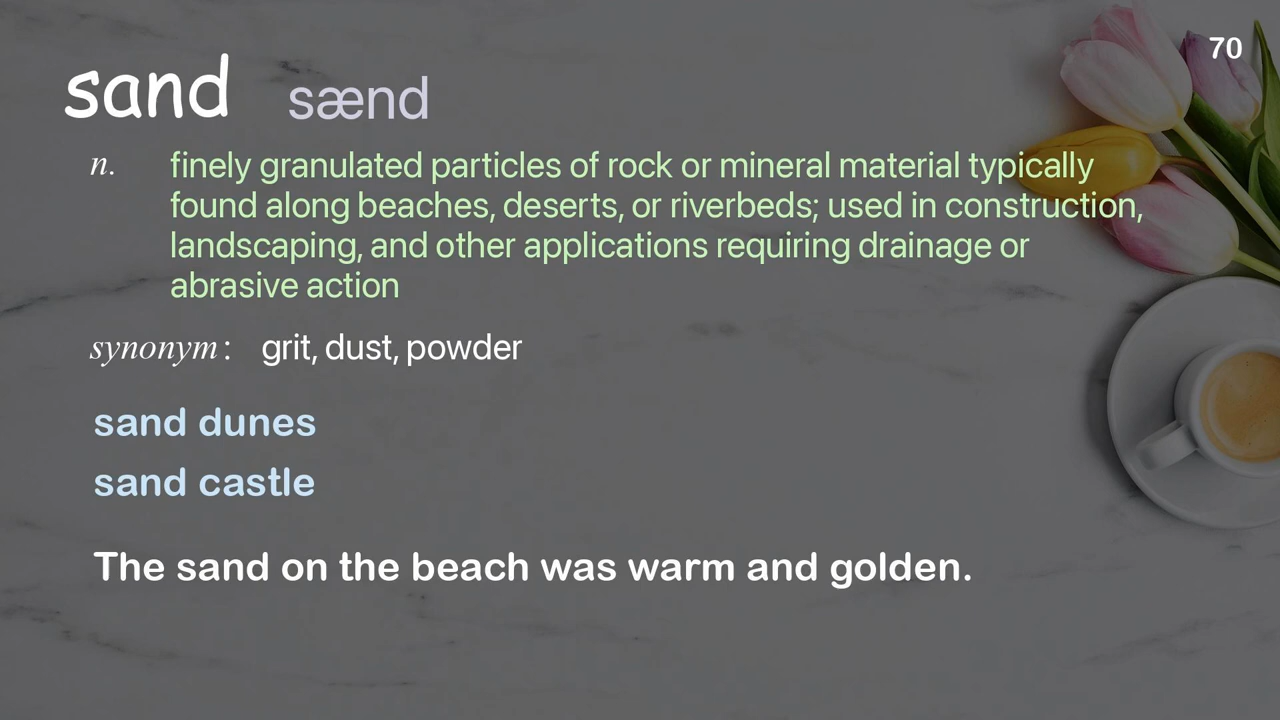 70
sand sænd
n. finely granulated particles of rock or mineral material typically
found along beaches, deserts, or riverbeds; used in construction,
landscaping, and other applications requiring drainage or
abrasive action
synonym: grit, dust, powder
sand dunes
sand castle
The sand on the beach was warm and golden.